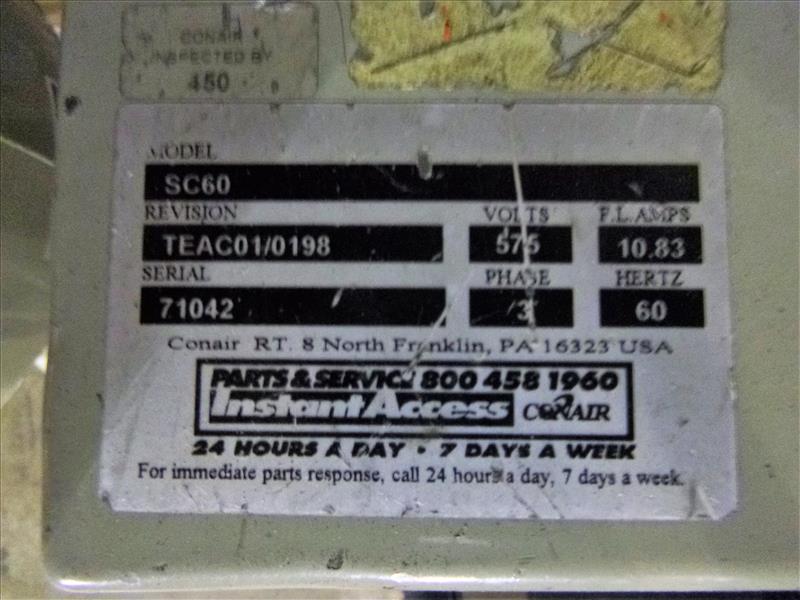 CONAIR
INSPECTED BY
450
MODEL
SC60
REVISION VOLTS F.L.AMPS
TEAC01/0198 575 10.83
SERIAL PHASE HERTZ
71042 3 60
Conair RT. 8 North Franklin, PA 16323 USA
PARTS & SERVICE 800 458 1960
Instant Access CONAIR
24 HOURS A DAY • 7 DAYS A WEEK
For immediate parts response, call 24 hours a day, 7 days a week.